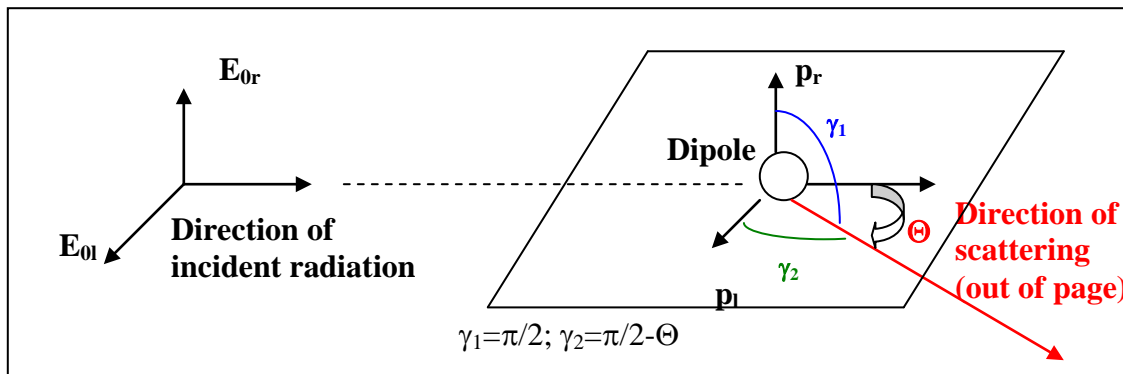 E0r
pr
γ1
Dipole
E0l
Direction of
incident radiation
Θ
Direction of
scattering
(out of page)
γ2
pl
γ1=π/2; γ2=π/2-Θ